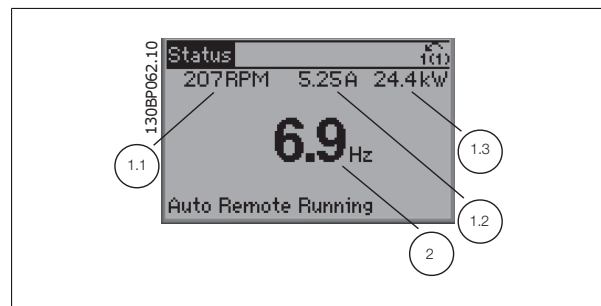 130BP062.10
Status
1(1)
207RPM 5.25A 24.4kW
6.9Hz
Auto Remote Running
1.1
1.3
1.2
2